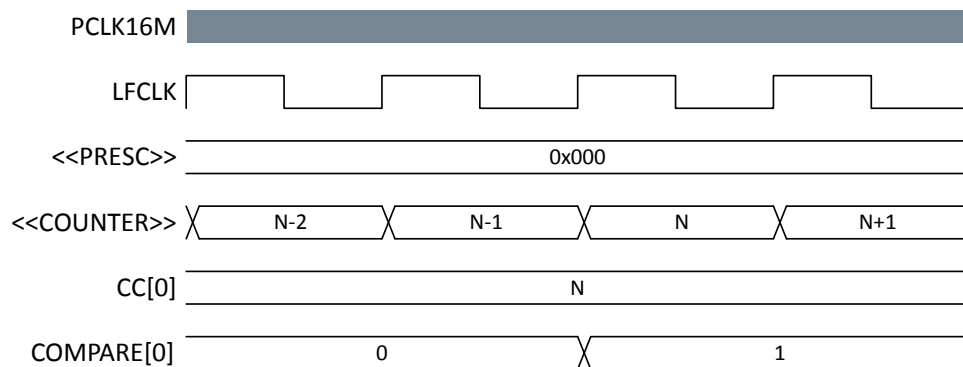 PCLK16M
LFCLK
<<PRESC>> 0x000
<<COUNTER>> N-2 N-1 N N+1
CC[0] N
COMPARE[0] 0 1